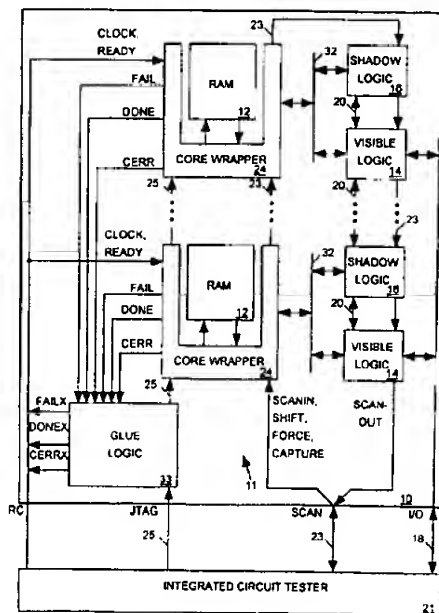 CLOCK,
READY
FAIL
DONE
CERR
RAM
12
CORE WRAPPER
24
25
23
23
32
SHADOW
LOGIC
16
20
VISIBLE
LOGIC
14
20
23
CLOCK,
READY
FAIL
DONE
CERR
RAM
12
CORE WRAPPER
24
25
32
SHADOW
LOGIC
16
20
VISIBLE
LOGIC
14
FAILX
DONEX
CERRX
GLUE
LOGIC
33
SCANIN,
SHIFT,
FORCE,
CAPTURE
SCAN-
OUT
11
RC
JTAG
SCAN
10
I/O
25
23
18
INTEGRATED CIRCUIT TESTER
21